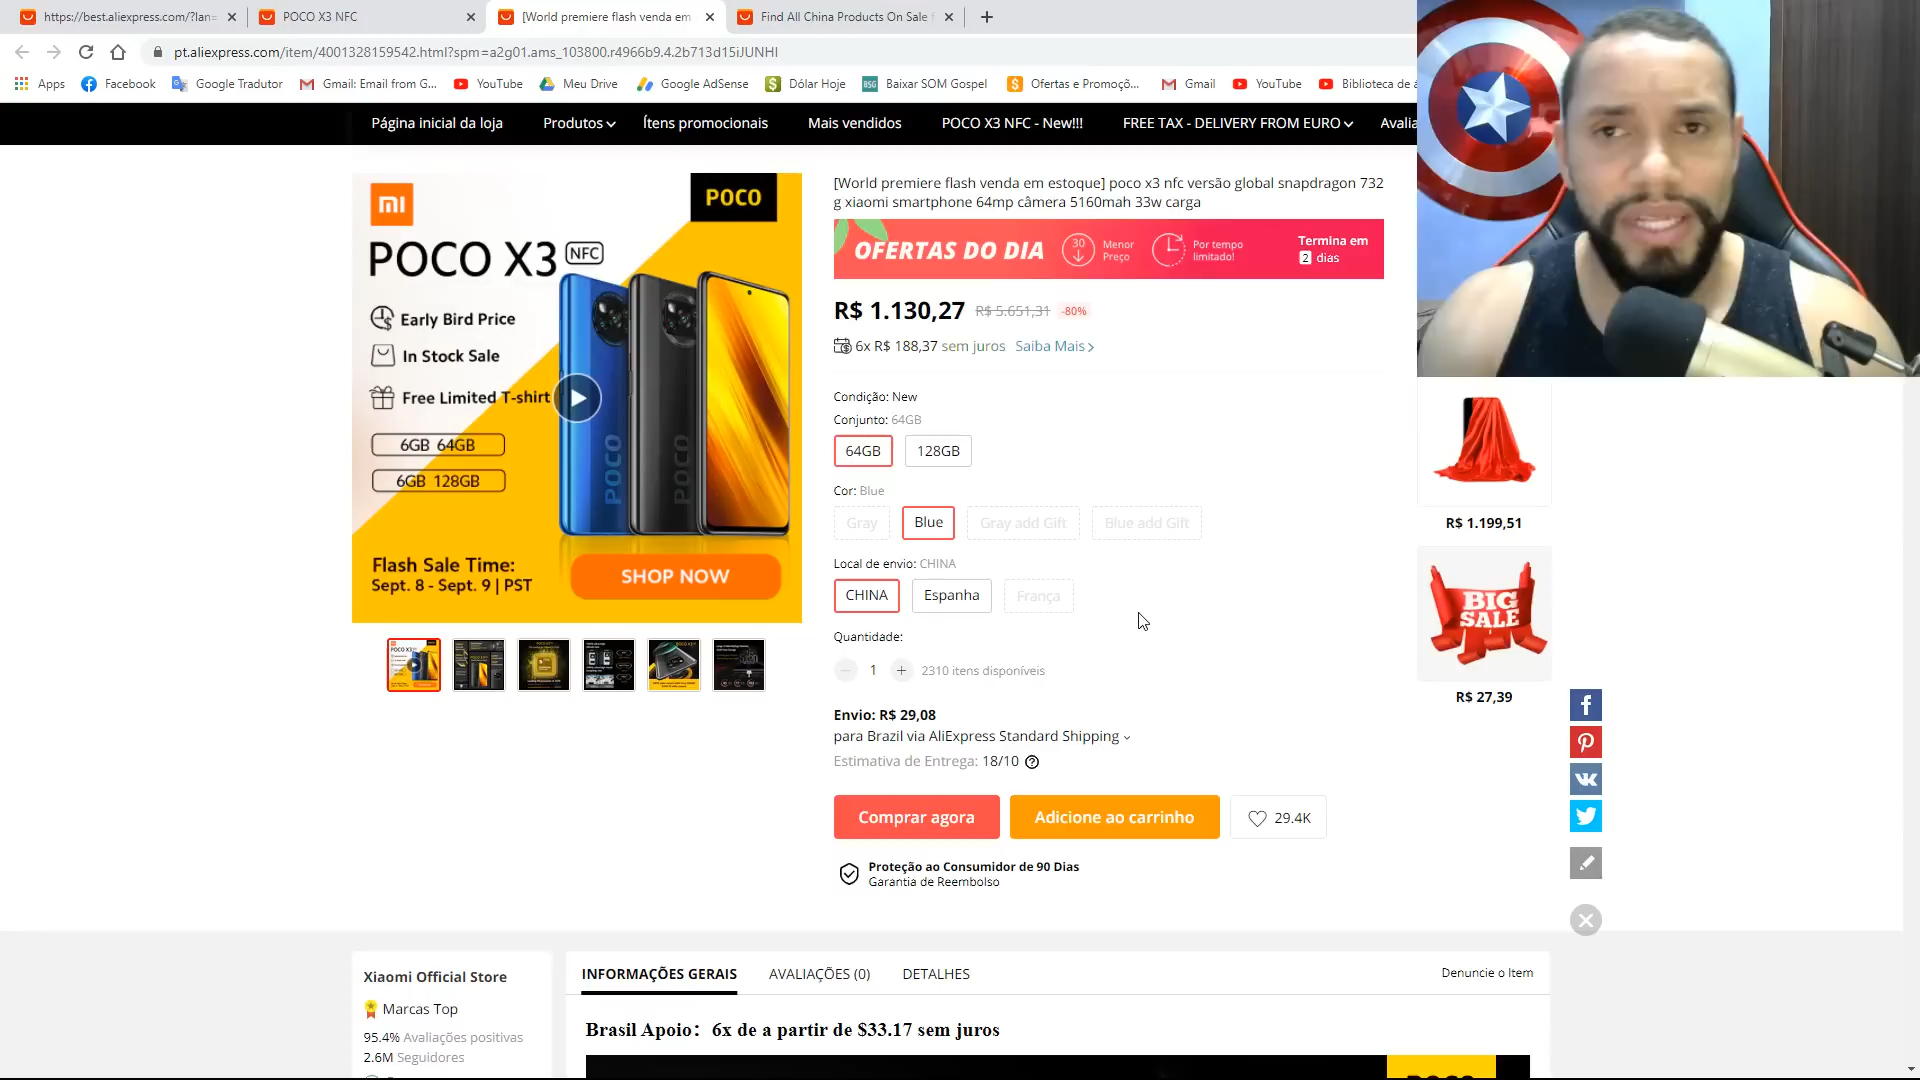 https://best.aliexpress.com/?lan=
POCO X3 NFC
[World premiere flash venda em
Find All China Products On Sale f
pt.aliexpress.com/item/4001328159542.html?spm=a2g01.ams_103800.r4966b9.4.2b713d15iJUNHI
Apps
Facebook
Google Tradutor
Gmail: Email from G...
YouTube
Meu Drive
Google AdSense
Dólar Hoje
BSG
Baixar SOM Gospel
Ofertas e Promoçõ...
Gmail
YouTube
Biblioteca de a
Página inicial da loja
Produtos
Ítens promocionais
Mais vendidos
POCO X3 NFC - New!!!
FREE TAX - DELIVERY FROM EURO
Avalia
mi
POCO
POCO X3 NFC
Early Bird Price
In Stock Sale
Free Limited T-shirt
6GB 64GB
6GB 128GB
POCO
POCO
Flash Sale Time:
Sept. 8 - Sept. 9 | PST
SHOP NOW
[World premiere flash venda em estoque] poco x3 nfc versão global snapdragon 732
g xiaomi smartphone 64mp câmera 5160mah 33w carga
OFERTAS DO DIA
30
Menor
Preço
Por tempo
limitado!
Termina em
2 dias
R$ 1.130,27 R$ 5.651,31 -80%
6x R$ 188,37 sem juros Saiba Mais
Condição: New
Conjunto: 64GB
64GB
128GB
Cor: Blue
Gray
Blue
Gray add Gift
Blue add Gift
Local de envio: CHINA
CHINA
Espanha
França
Quantidade:
1
2310 itens disponíveis
Envio: R$ 29,08
para Brazil via AliExpress Standard Shipping
Estimativa de Entrega: 18/10
Comprar agora
Adicione ao carrinho
29.4K
Proteção ao Consumidor de 90 Dias
Garantia de Reembolso
R$ 1.199,51
BIG
SALE
R$ 27,39
Xiaomi Official Store
Marcas Top
95.4% Avaliações positivas
2.6M Seguidores
INFORMAÇÕES GERAIS
AVALIAÇÕES (0)
DETALHES
Denuncie o Item
Brasil Apoio: 6x de a partir de $33.17 sem juros